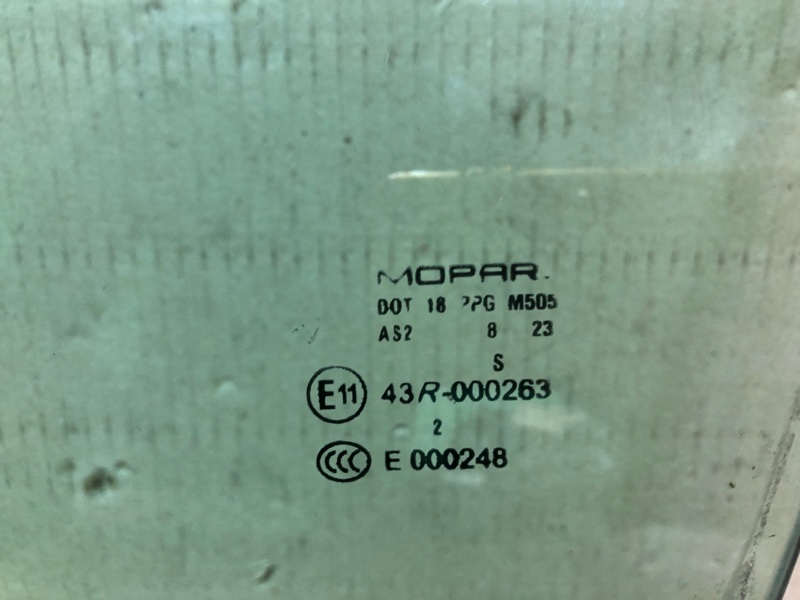 MOPAR.
DOT 18 PPG M505
AS2 8 23
S
E11 43R-000263
2
CCC E 000248